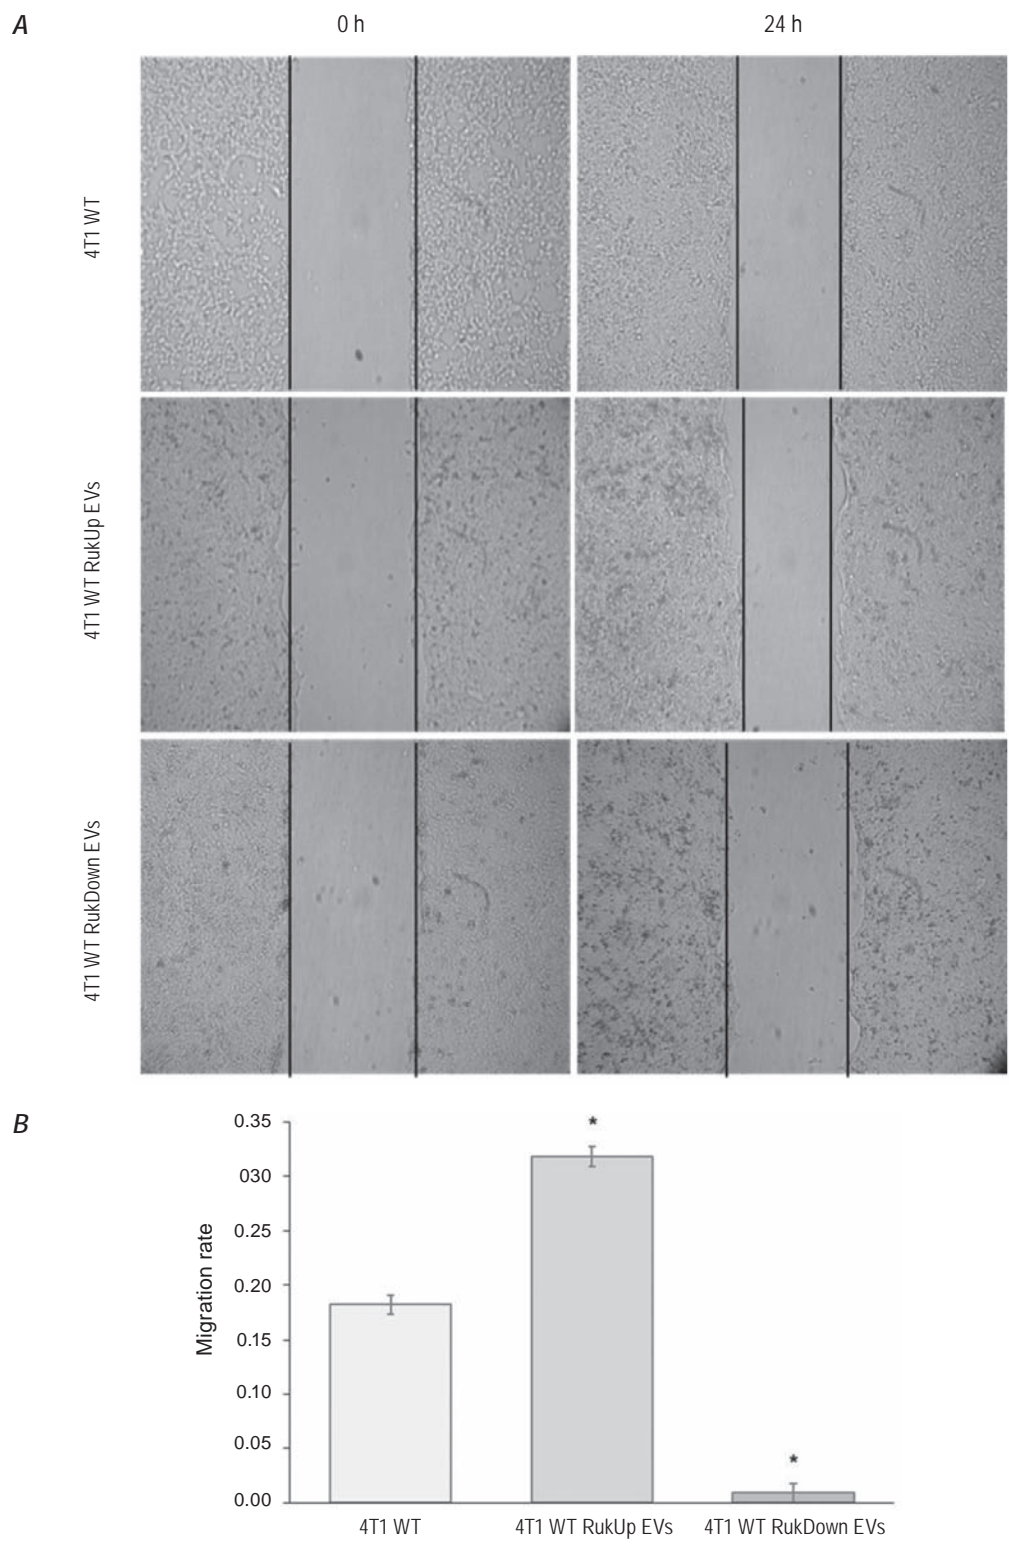 A
0 h
24 h
4T1 WT
4T1 WT RukUp EVs
4T1 WT RukDown EVs
B
Migration rate
0.35
030
0.25
0.20
0.15
0.10
0.05
0.00
*
*
4T1 WT
4T1 WT RukUp EVs
4T1 WT RukDown EVs